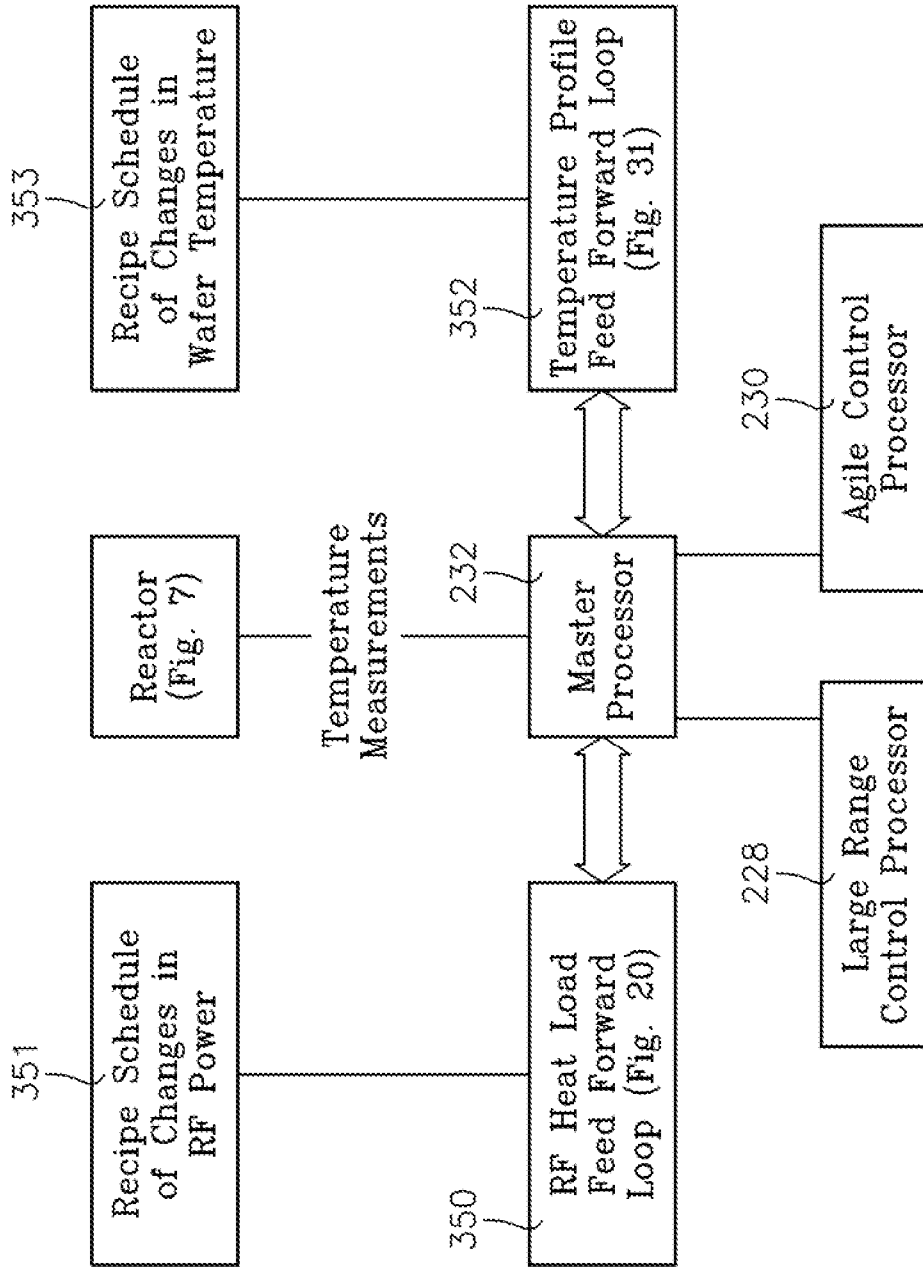 351
Recipe Schedule
of Changes in
RF Power
Reactor
(Fig. 7)
353
Recipe Schedule
of Changes in
Wafer Temperature
Temperature
Measurements
350
RF Heat Load
Feed Forward
Loop (Fig. 20)
232
Master
Processor
352
Temperature Profile
Feed Forward Loop
(Fig. 31)
228
Large Range
Control Processor
230
Agile Control
Processor